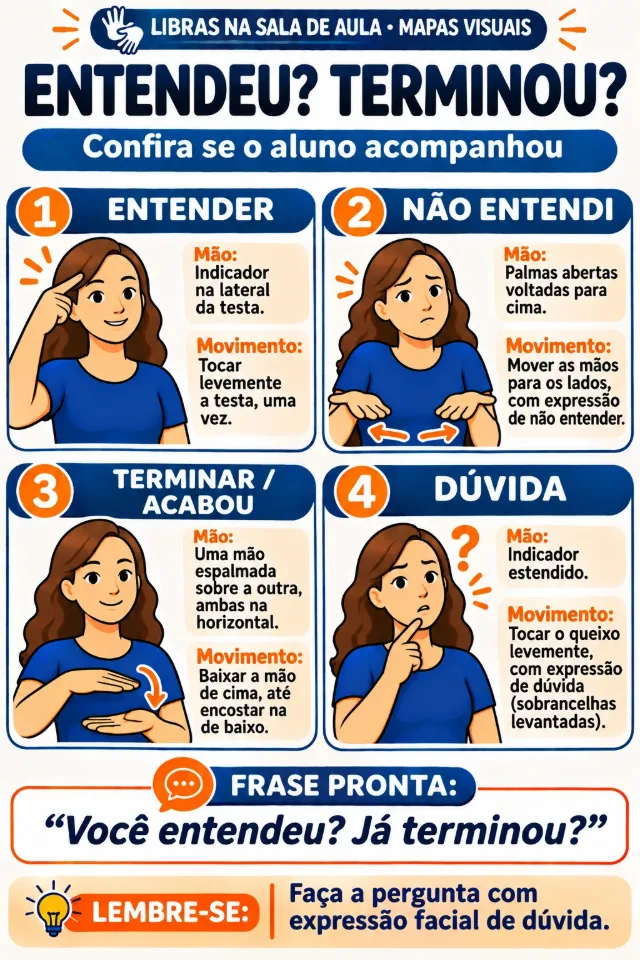 LIBRAS NA SALA DE AULA • MAPAS VISUAIS
ENTENDEU? TERMINOU?
Confira se o aluno acompanhou
1 ENTENDER
Mão:
Indicador
na lateral
da testa.
Movimento:
Tocar
levemente
a testa, uma
vez.
2 NÃO ENTENDI
Mão:
Palmas abertas
voltadas para
cima.
Movimento:
Mover as mãos
para os lados,
com expressão
de não entender.
3 TERMINAR /
ACABOU
Mão:
Uma mão
espalmada
sobre a outra,
ambas na
horizontal.
Movimento:
Baixar a mão
de cima, até
encostar na
de baixo.
4 DÚVIDA
?
Mão:
Indicador
estendido.
Movimento:
Tocar o queixo
levemente,
com expressão
de dúvida
(sobrancelhas
levantadas).
FRASE PRONTA:
“Você entendeu? Já terminou?”
LEMBRE-SE:
Faça a pergunta com
expressão facial de dúvida.